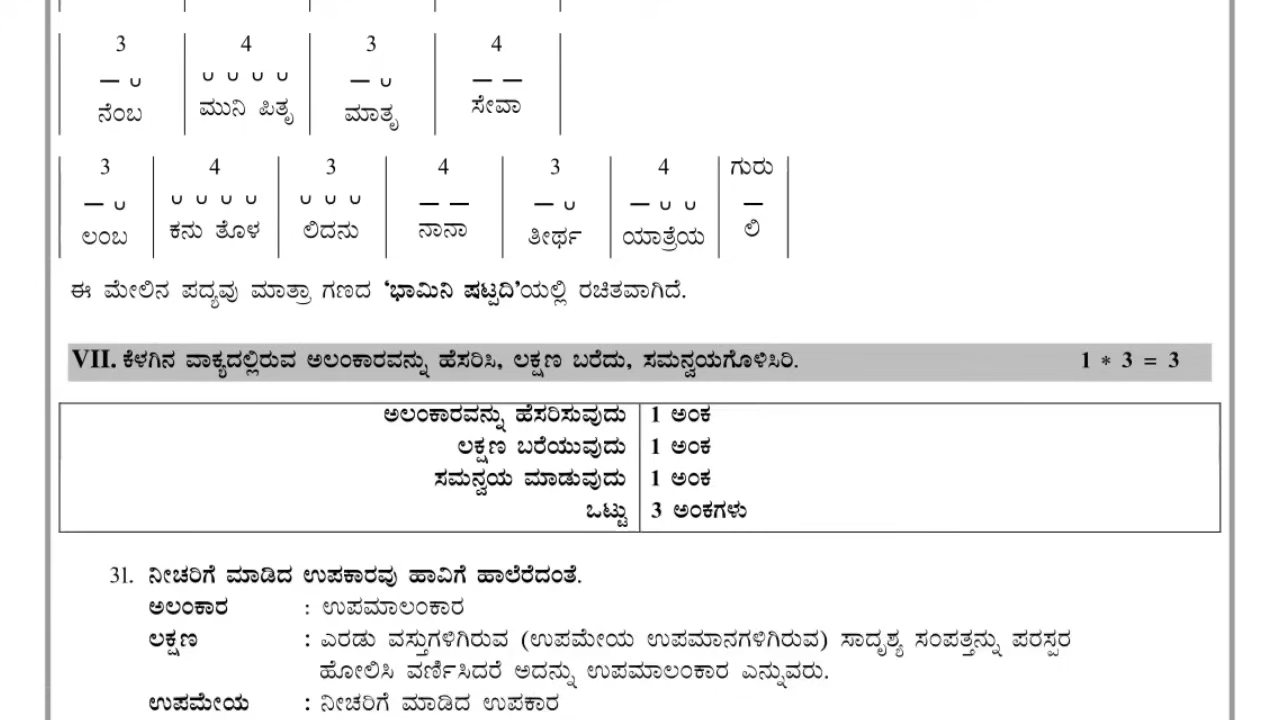 3 4 3 4
— ᴗ ᴗ ᴗ ᴗ ᴗ — ᴗ — —
ನೆಂಬ ಮುನಿ ಪಿತೃ ಮಾತೃ ಸೇವಾ
3 4 3 4 3 4 ಗುರು
— ᴗ ᴗ ᴗ ᴗ ᴗ ᴗ ᴗ ᴗ — — — ᴗ — ᴗ ᴗ —
ಲಂಬ ಕನು ತೊಳ ಲಿದನು ನಾನಾ ತೀರ್ಥ ಯಾತ್ರೆಯ ಲಿ
ಈ ಮೇಲಿನ ಪದ್ಯವು ಮಾತ್ರಾ ಗಣದ ‘ಭಾಮಿನಿ ಷಟ್ಪದಿ’ಯಲ್ಲಿ ರಚಿತವಾಗಿದೆ.
VII. ಕೆಳಗಿನ ವಾಕ್ಯದಲ್ಲಿರುವ ಅಲಂಕಾರವನ್ನು ಹೆಸರಿಸಿ, ಲಕ್ಷಣ ಬರೆದು, ಸಮನ್ವಯಗೊಳಿಸಿರಿ. 1 * 3 = 3
ಅಲಂಕಾರವನ್ನು ಹೆಸರಿಸುವುದು 1 ಅಂಕ
ಲಕ್ಷಣ ಬರೆಯುವುದು 1 ಅಂಕ
ಸಮನ್ವಯ ಮಾಡುವುದು 1 ಅಂಕ
ಒಟ್ಟು 3 ಅಂಕಗಳು
31. ನೀಚರಿಗೆ ಮಾಡಿದ ಉಪಕಾರವು ಹಾವಿಗೆ ಹಾಲೆರೆದಂತೆ.
ಅಲಂಕಾರ : ಉಪಮಾಲಂಕಾರ
ಲಕ್ಷಣ : ಎರಡು ವಸ್ತುಗಳಿಗಿರುವ (ಉಪಮೇಯ ಉಪಮಾನಗಳಿಗಿರುವ) ಸಾದೃಶ್ಯ ಸಂಪತ್ತನ್ನು ಪರಸ್ಪರ
ಹೋಲಿಸಿ ವರ್ಣಿಸಿದರೆ ಅದನ್ನು ಉಪಮಾಲಂಕಾರ ಎನ್ನುವರು.
ಉಪಮೇಯ : ನೀಚರಿಗೆ ಮಾಡಿದ ಉಪಕಾರ